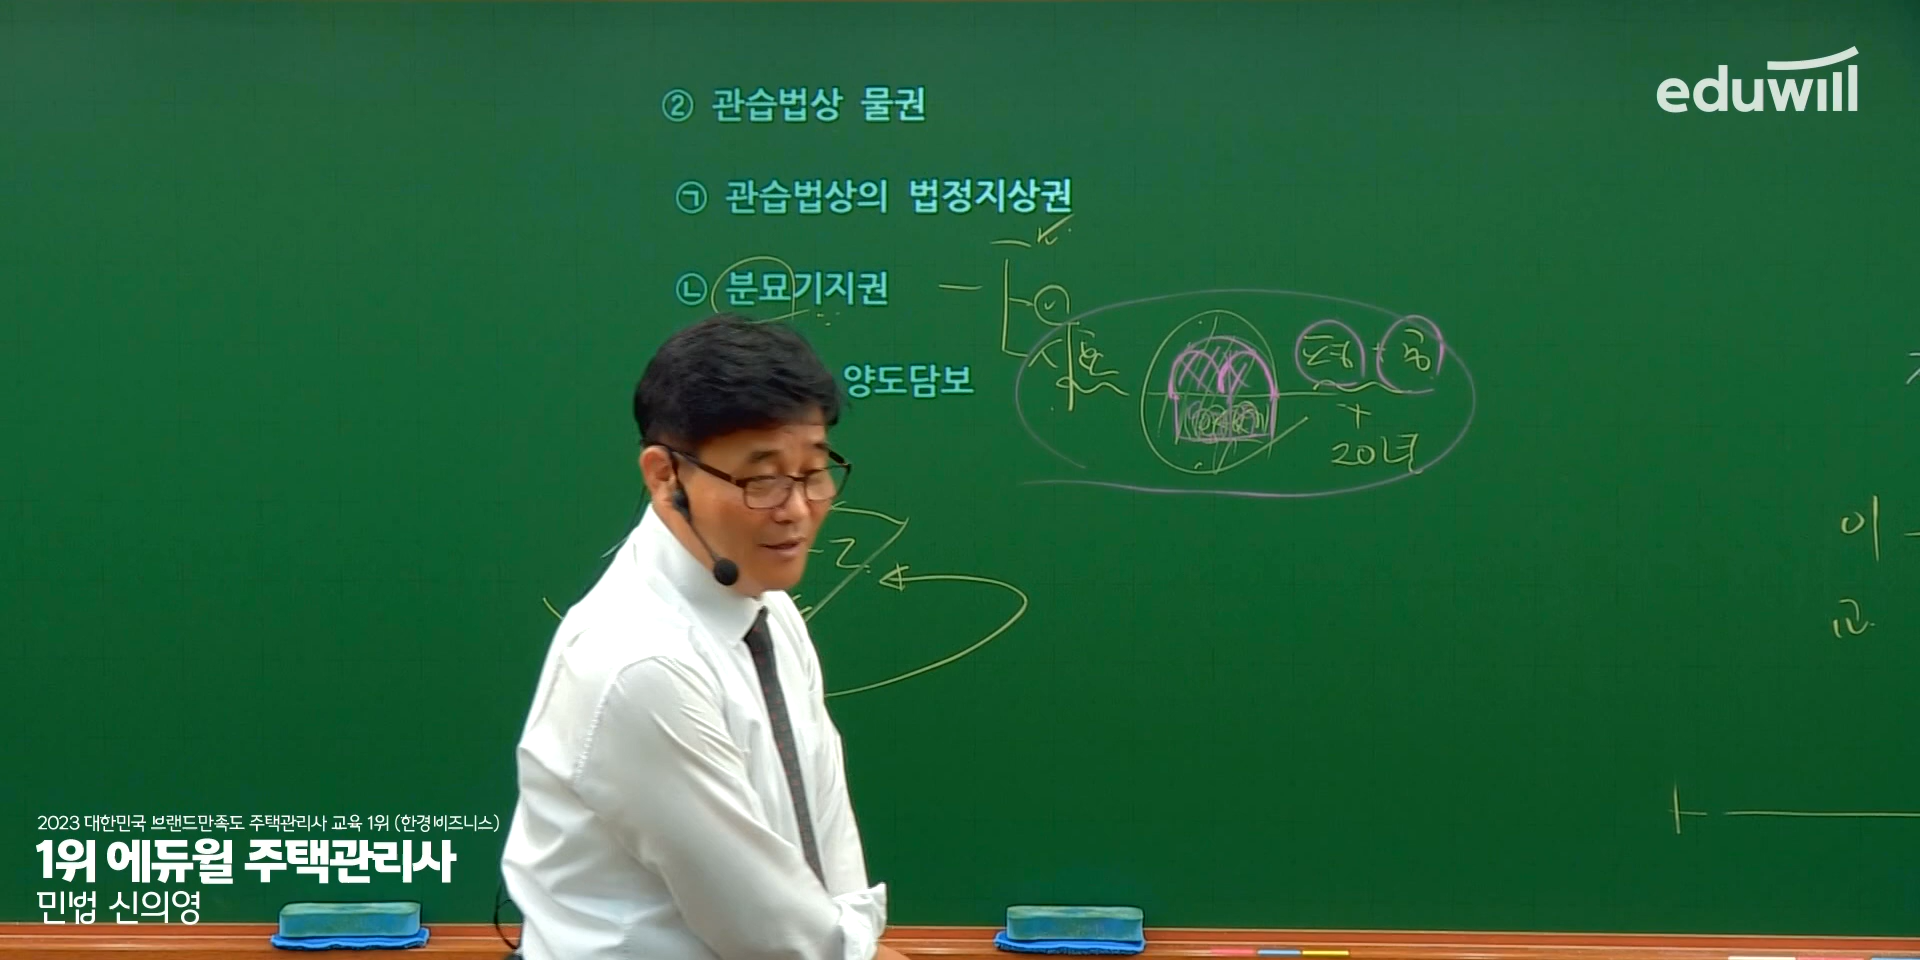 eduwill
② 관습법상 물권
㉠ 관습법상의 법정지상권
㉡ 분묘기지권
양도담보
20년
이
2023 대한민국 브랜드만족도 주택관리사 교육 1위 (한경비즈니스)
1위 에듀윌 주택관리사
민법 신의영